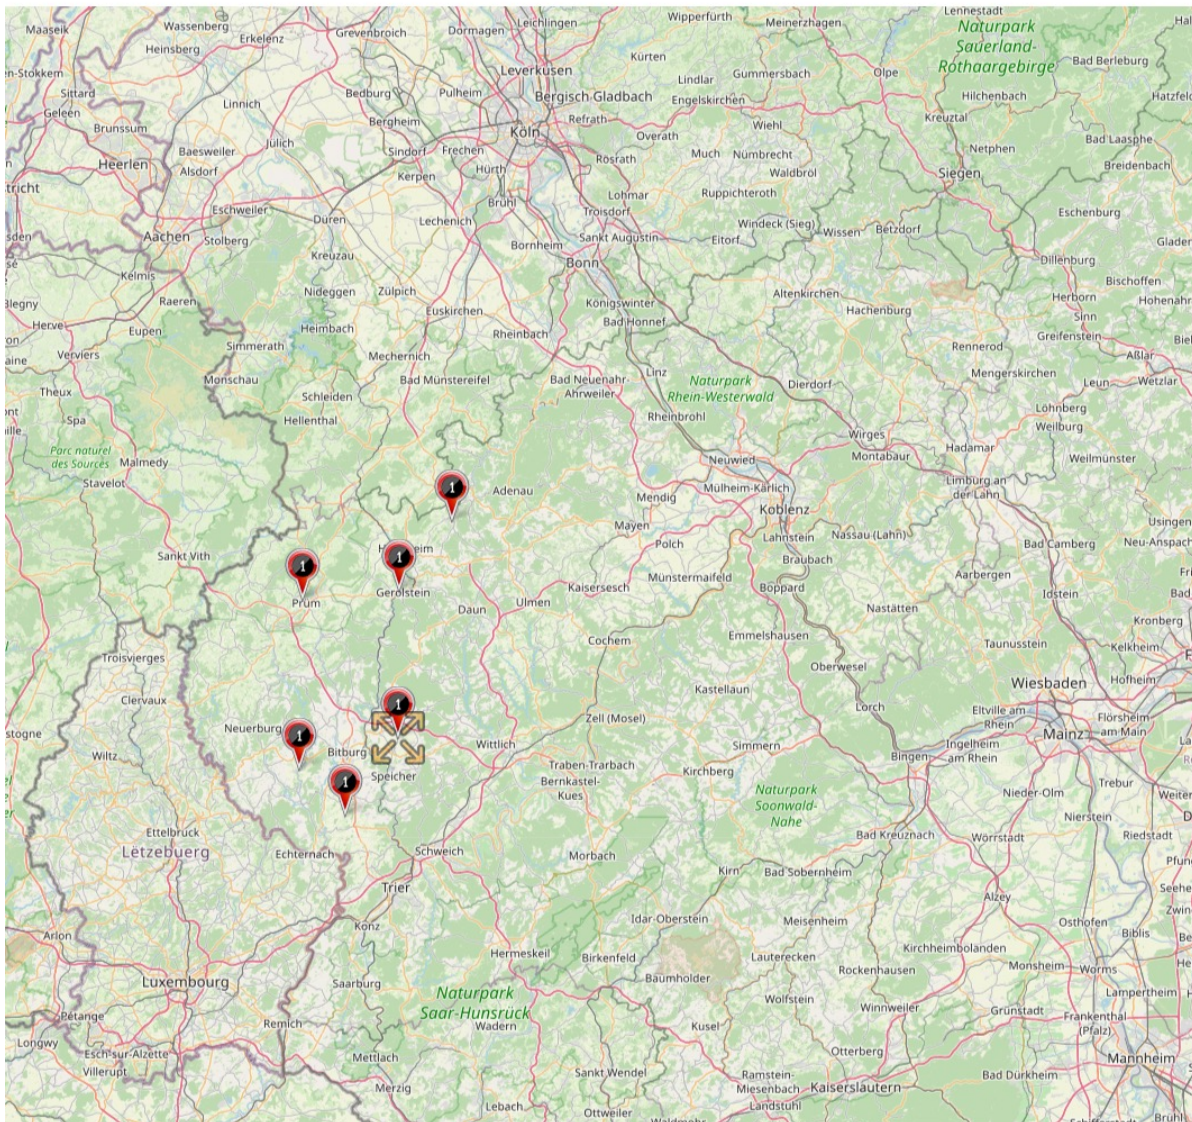 Maaseik
Wassenberg
Erkelenz
Grevenbroich
Dormagen
Leichlingen
Wipperfürth
Meinerzhagen
Lennestadt
Heinsberg
Naturpark
Sauerland-
Rothaargebirge
Bad Berleburg
Leverkusen
Kürten
Sittard
Geleen
Linnich
Bedburg
Pulheim
Bergisch Gladbach
Lindlar
Gummersbach
Olpe
Hilchenbach
Engelskirchen
Brunssum
Bergheim
Köln
Refrath
Wiehl
Kreuztal
Overath
Bad Laasphe
Jülich
Baesweiler
Sindorf
Frechen
Rösrath
Much
Nümbrecht
Netphen
Breidenbach
Heerlen
Alsdorf
Kerpen
Hürth
Waldbröl
Siegen
Eschweiler
Düren
Lechenich
Brühl
Lohmar
Troisdorf
Ruppichteroth
Eschenburg
Aachen
Stolberg
Bornheim
Sankt Augustin
Eitorf
Windeck (Sieg)
Wissen
Betzdorf
Kreuzau
Bonn
Dillenburg
Kelmis
Nideggen
Zülpich
Altenkirchen
Bischoffen
Raeren
Euskirchen
Königswinter
Bad Honnef
Hachenburg
Herborn
Sinn
Herve
Eupen
Heimbach
Rheinbach
Greifenstein
Simmerath
Mechernich
Rennerod
Aßlar
Verviers
Monschau
Bad Münstereifel
Bad Neuenahr-
Ahrweiler
Linz
Naturpark
Rhein-Westerwald
Dierdorf
Mengerskirchen
Leun
Wetzlar
Theux
Schleiden
Hellenthal
Rheinbrohl
Löhnberg
Weilburg
Spa
Wirges
Montabaur
Hadamar
Parc naturel
des Sources
Malmedy
Stavelot
Neuwied
Weilmünster
Limburg an
der Lahn
Adenau
Mendig
Mülheim-Kärlich
Koblenz
Mayen
Lahnstein
Nassau (Lahn)
Usingen
Polch
Braubach
Bad Camberg
Neu-Anspach
Sankt Vith
1
1
1
Prüm
Gerolstein
Kaisersesch
Münstermaifeld
Boppard
Aarbergen
Idstein
Daun
Ulmen
Nastätten
Kronberg
Cochem
Emmelshausen
Taunusstein
Kelkheim
Troisvierges
Oberwesel
Hofheim
Clervaux
Kastellaun
Wiesbaden
Lorch
Eltville am
Rhein
Flörsheim
am-Main
Neuerburg
1
1
Zell (Mosel)
Mainz
Wiltz
Bitburg
Wittlich
Simmern
Bingen
Ingelheim
am Rhein
Traben-Trarbach
Kirchberg
Trebur
Speicher
1
Bernkastel-
Kues
Naturpark
Soonwald-
Nahe
Nieder-Olm
Nierstein
Ettelbruck
Bad Kreuznach
Wörrstadt
Riedstadt
Lëtzebuerg
Echternach
Schweich
Morbach
Kirn
Bad Sobernheim
Trier
Alzey
Idar-Oberstein
Meisenheim
Osthofen
Konz
Biblis
Arlon
Hermeskeil
Birkenfeld
Lauterecken
Kirchheimbolanden
Rockenhausen
Monsheim
Worms
Luxembourg
Saarburg
Baumholder
Naturpark
Saar-Hunsrück
Wolfstein
Winnweiler
Lampertheim
Grünstadt
Frankenthal
(Pfalz)
Pétange
Remich
Wadern
Kusel
Longwy
Esch-sur-Alzette
Villerupt
Mettlach
Otterberg
Mannheim
Sankt Wendel
Ramstein-
Miesenbach
Landstuhl
Kaiserslautern
Bad Dürkheim
Merzig
Lebach
Ottweiler
Brühl